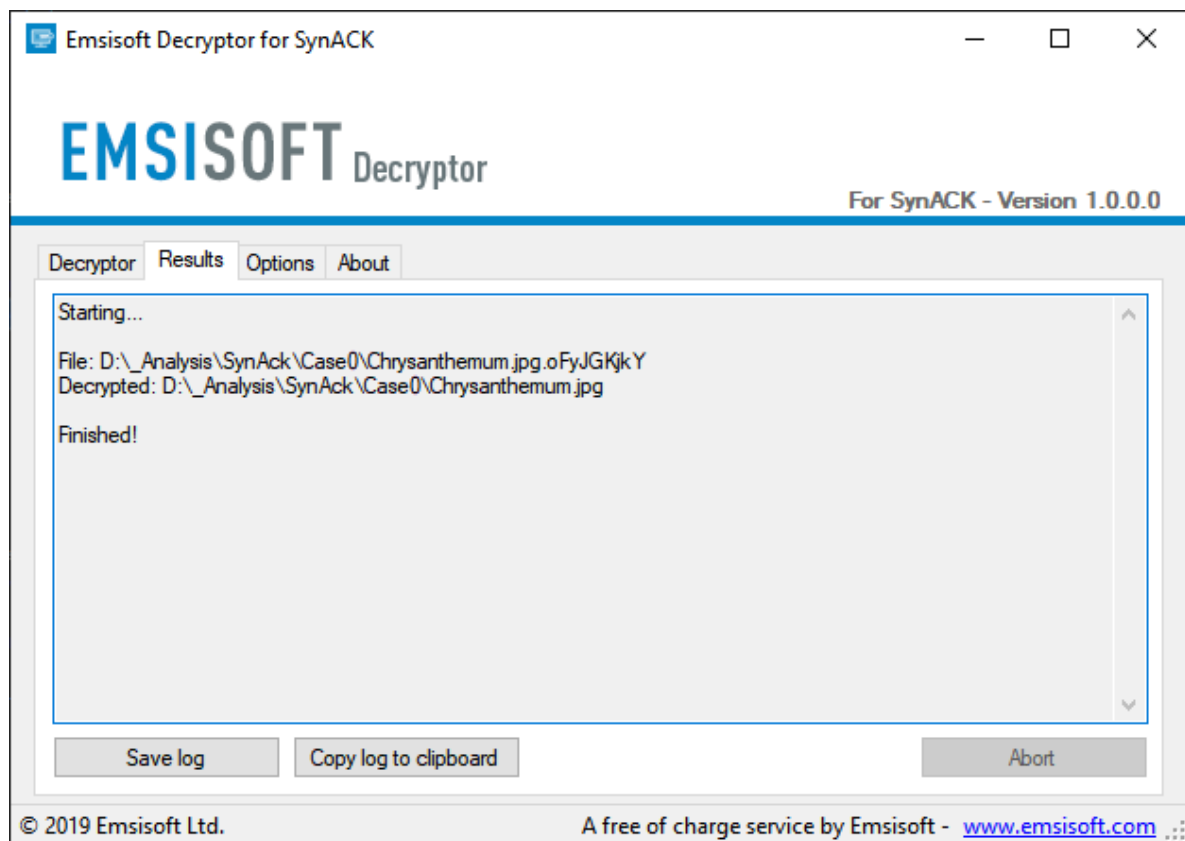 Emsisoft Decryptor for SynACK
EMSISOFT Decryptor
For SynACK - Version 1.0.0.0
Decryptor Results Options About
Starting...
File: D:\_Analysis\SynAck\Case0\Chrysanthemum.jpg.oFyJGKjkY
Decrypted: D:\_Analysis\SynAck\Case0\Chrysanthemum.jpg
Finished!
Save log Copy log to clipboard Abort
© 2019 Emsisoft Ltd. A free of charge service by Emsisoft - www.emsisoft.com